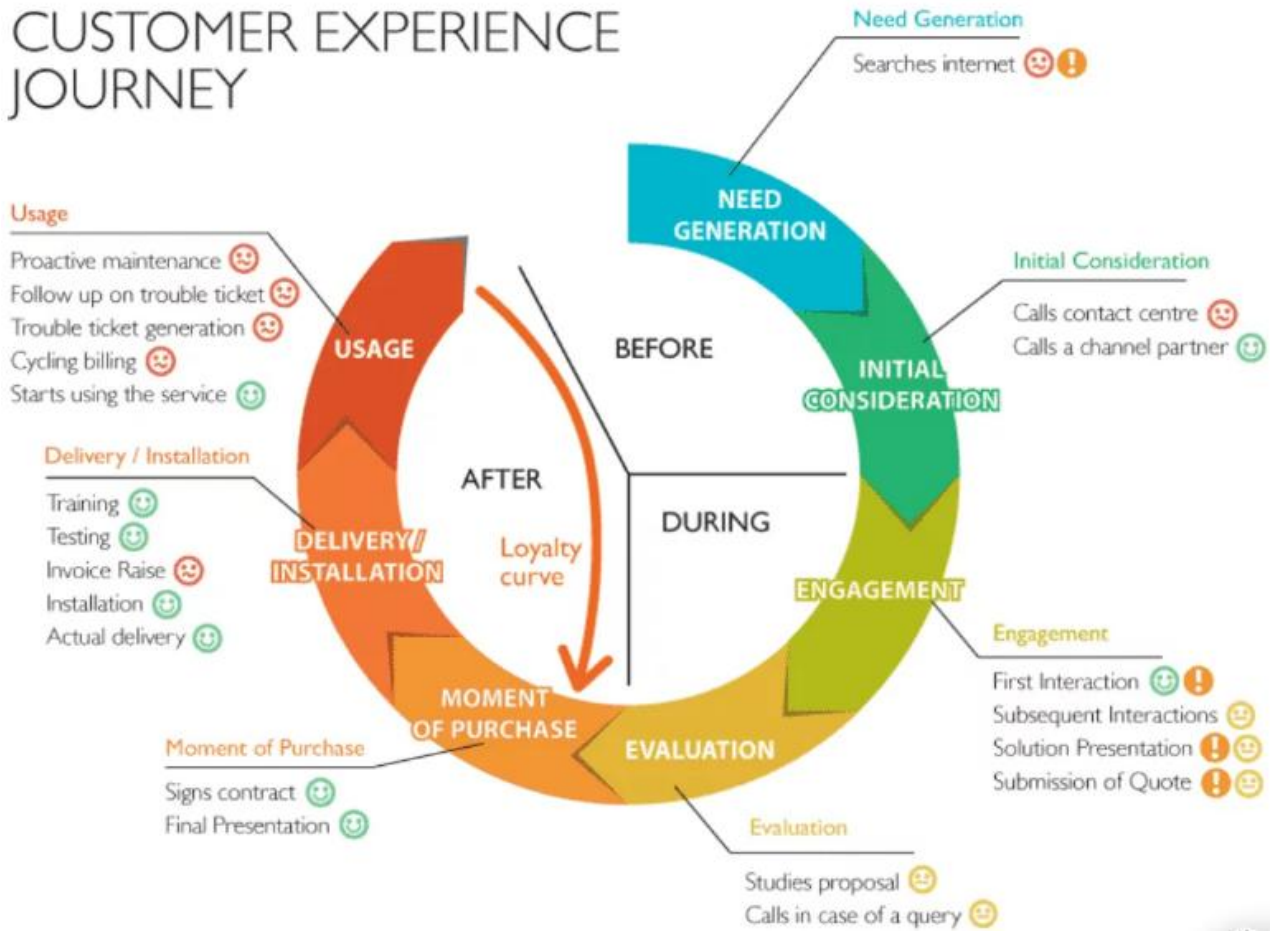 CUSTOMER EXPERIENCE
JOURNEY
Need Generation
Searches internet
NEED
GENERATION
Initial Consideration
Calls contact centre
Calls a channel partner
INITIAL
CONSIDERATION
BEFORE
DURING
AFTER
Loyalty
curve
ENGAGEMENT
Engagement
First Interaction
Subsequent Interactions
Solution Presentation
Submission of Quote
EVALUATION
Evaluation
Studies proposal
Calls in case of a query
MOMENT
OF PURCHASE
Moment of Purchase
Signs contract
Final Presentation
DELIVERY/
INSTALLATION
Delivery / Installation
Training
Testing
Invoice Raise
Installation
Actual delivery
USAGE
Usage
Proactive maintenance
Follow up on trouble ticket
Trouble ticket generation
Cycling billing
Starts using the service